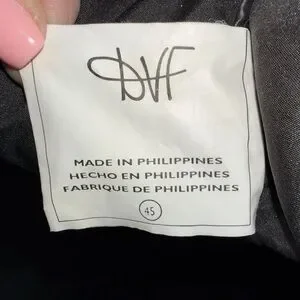 DVF
MADE IN PHILIPPINES
HECHO EN PHILIPPINES
FABRIQUE DE PHILIPPINES
45